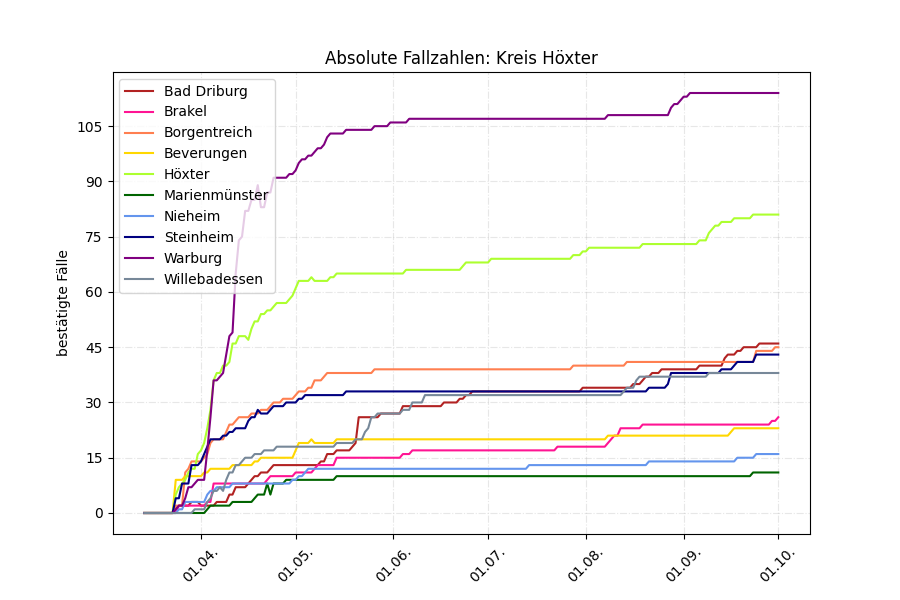 Absolute Fallzahlen: Kreis Höxter
bestätigte Fälle
105
90
75
60
45
30
15
0
Bad Driburg
Brakel
Borgentreich
Beverungen
Höxter
Marienmünster
Nieheim
Steinheim
Warburg
Willebadessen
01.04.
01.05.
01.06.
01.07.
01.08.
01.09.
01.10.